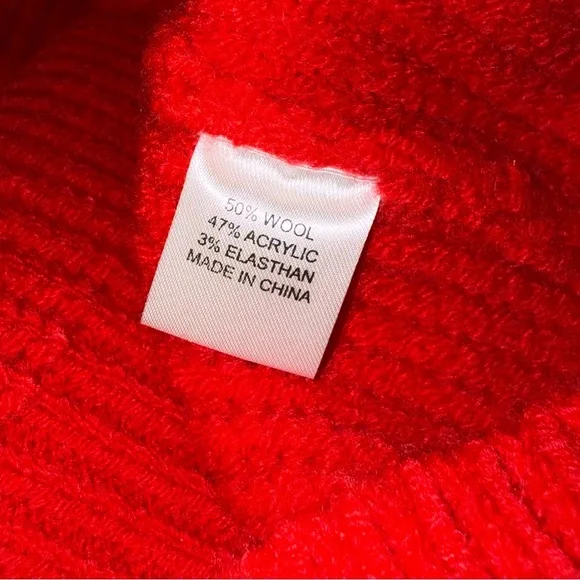 50% WOOL
47% ACRYLIC
3% ELASTHAN
MADE IN CHINA